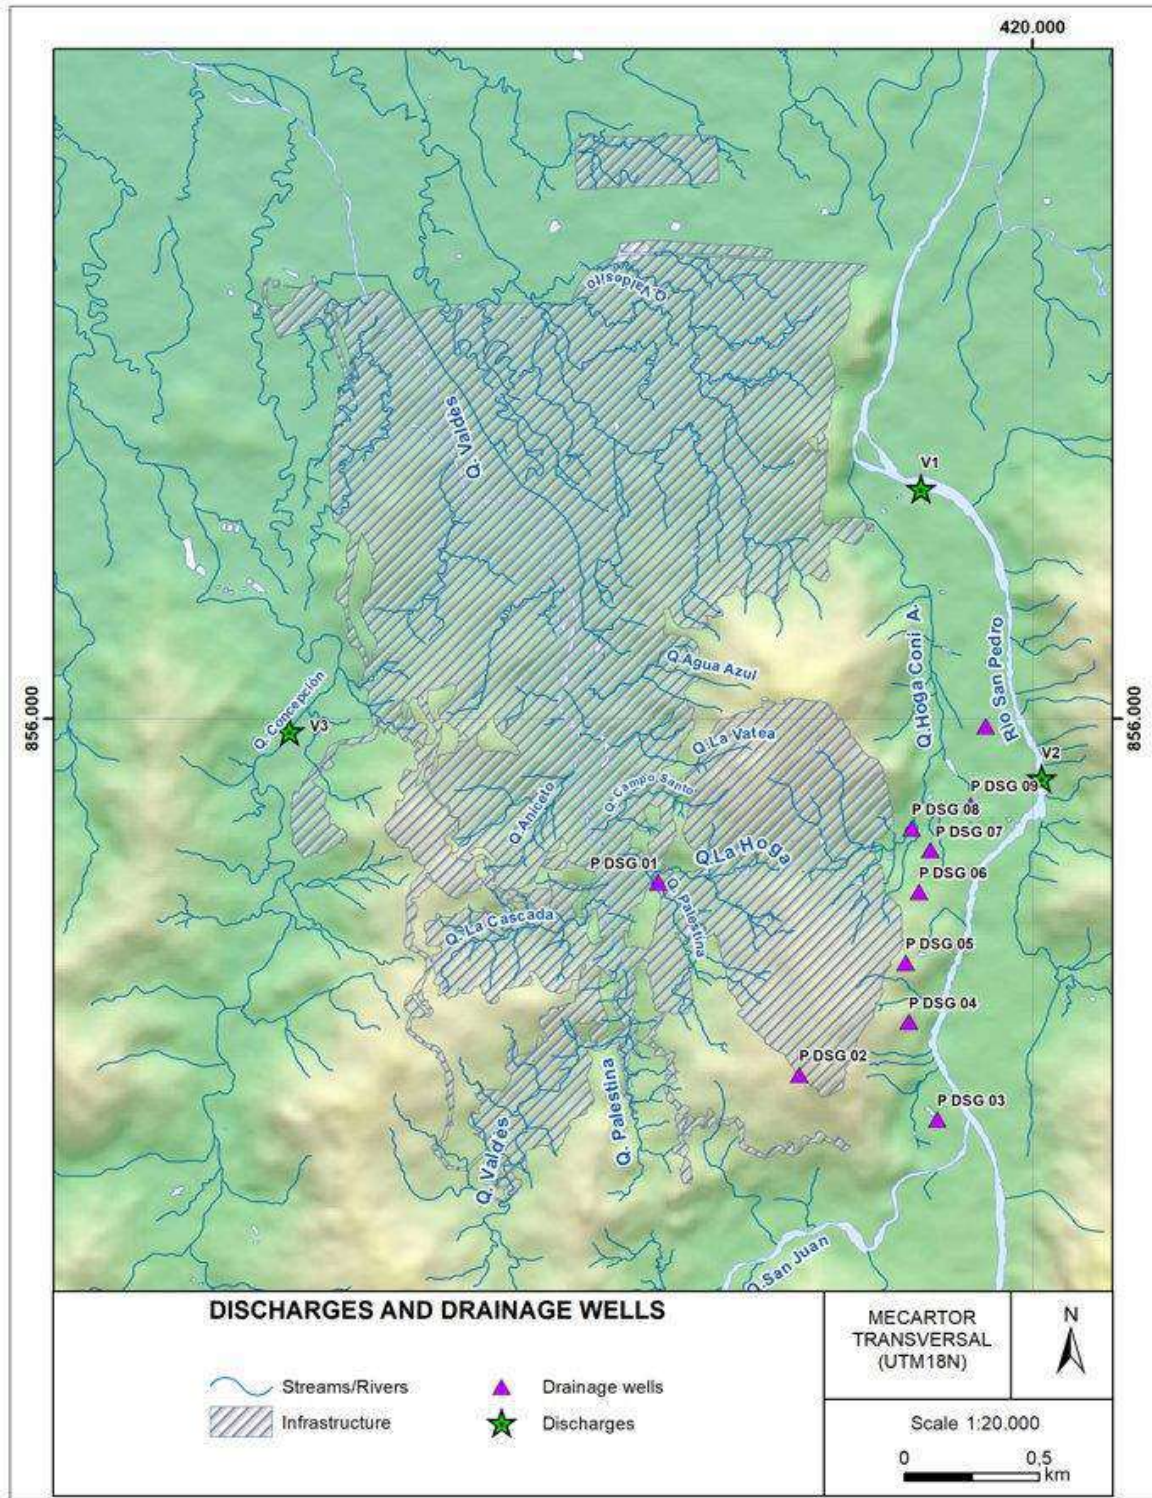 420.000
Q.Valdesito
Q. Valdès
V1
Q.Hoga Coni A.
Rio San Pedro
Q.Agua Azul
Q. Concepción
V3
856.000
856.000
Q. La Vatea
V2
Q. Campo Santo
P DSG 09
Q.Aniceto
P DSG 08
P DSG 07
P DSG 01
Q.La Hoga
P DSG 06
Q. Palestina
Q. La Cascada
P DSG 05
P DSG 04
P DSG 02
Q. Palestina
P DSG 03
Q. Valdes
Q.San Juan
DISCHARGES AND DRAINAGE WELLS
Streams/Rivers
Drainage wells
Infrastructure
Discharges
MECARTOR
TRANSVERSAL
(UTM18N)
N
Scale 1:20.000
0 0,5
km